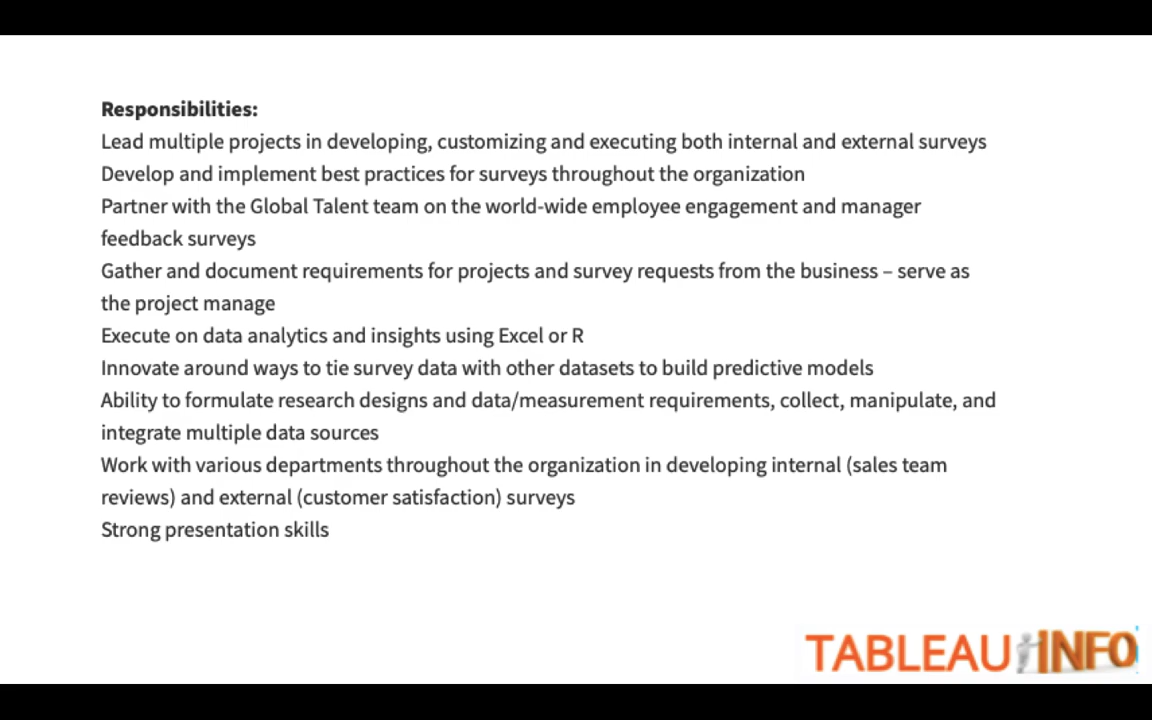 Responsibilities:
Lead multiple projects in developing, customizing and executing both internal and external surveys
Develop and implement best practices for surveys throughout the organization
Partner with the Global Talent team on the world-wide employee engagement and manager
feedback surveys
Gather and document requirements for projects and survey requests from the business – serve as
the project manage
Execute on data analytics and insights using Excel or R
Innovate around ways to tie survey data with other datasets to build predictive models
Ability to formulate research designs and data/measurement requirements, collect, manipulate, and
integrate multiple data sources
Work with various departments throughout the organization in developing internal (sales team
reviews) and external (customer satisfaction) surveys
Strong presentation skills
TABLEAU INFO